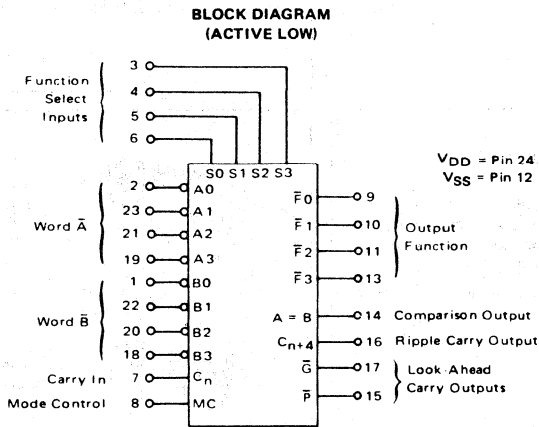 BLOCK DIAGRAM
(ACTIVE LOW)
Function
Select
Inputs
3
4
5
6
S0 S1 S2 S3
VDD = Pin 24
VSS = Pin 12
Word A̅
2 A0
23 A1
21 A2
19 A3
Word B̅
1 B0
22 B1
20 B2
18 B3
Carry In 7 Cn
Mode Control 8 MC
F̅0 9
F̅1 10
F̅2 11
F̅3 13
Output
Function
A = B 14 Comparison Output
Cn+4 16 Ripple Carry Output
G̅ 17
P̅ 15
Look-Ahead
Carry Outputs